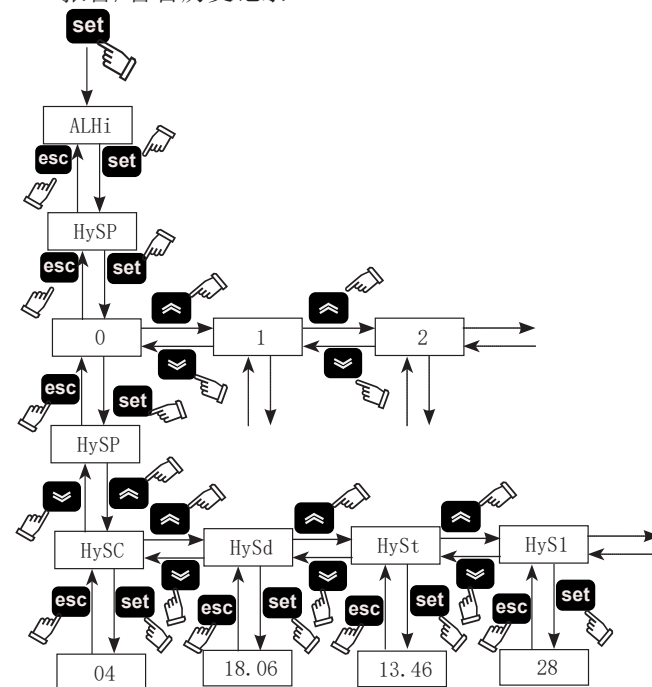 set
ALHi
esc set
HySP
esc set
0 1 2
esc set
HySP
HySC HySd HySt HyS1
esc set esc set esc set esc set
04 18.06 13.46 28